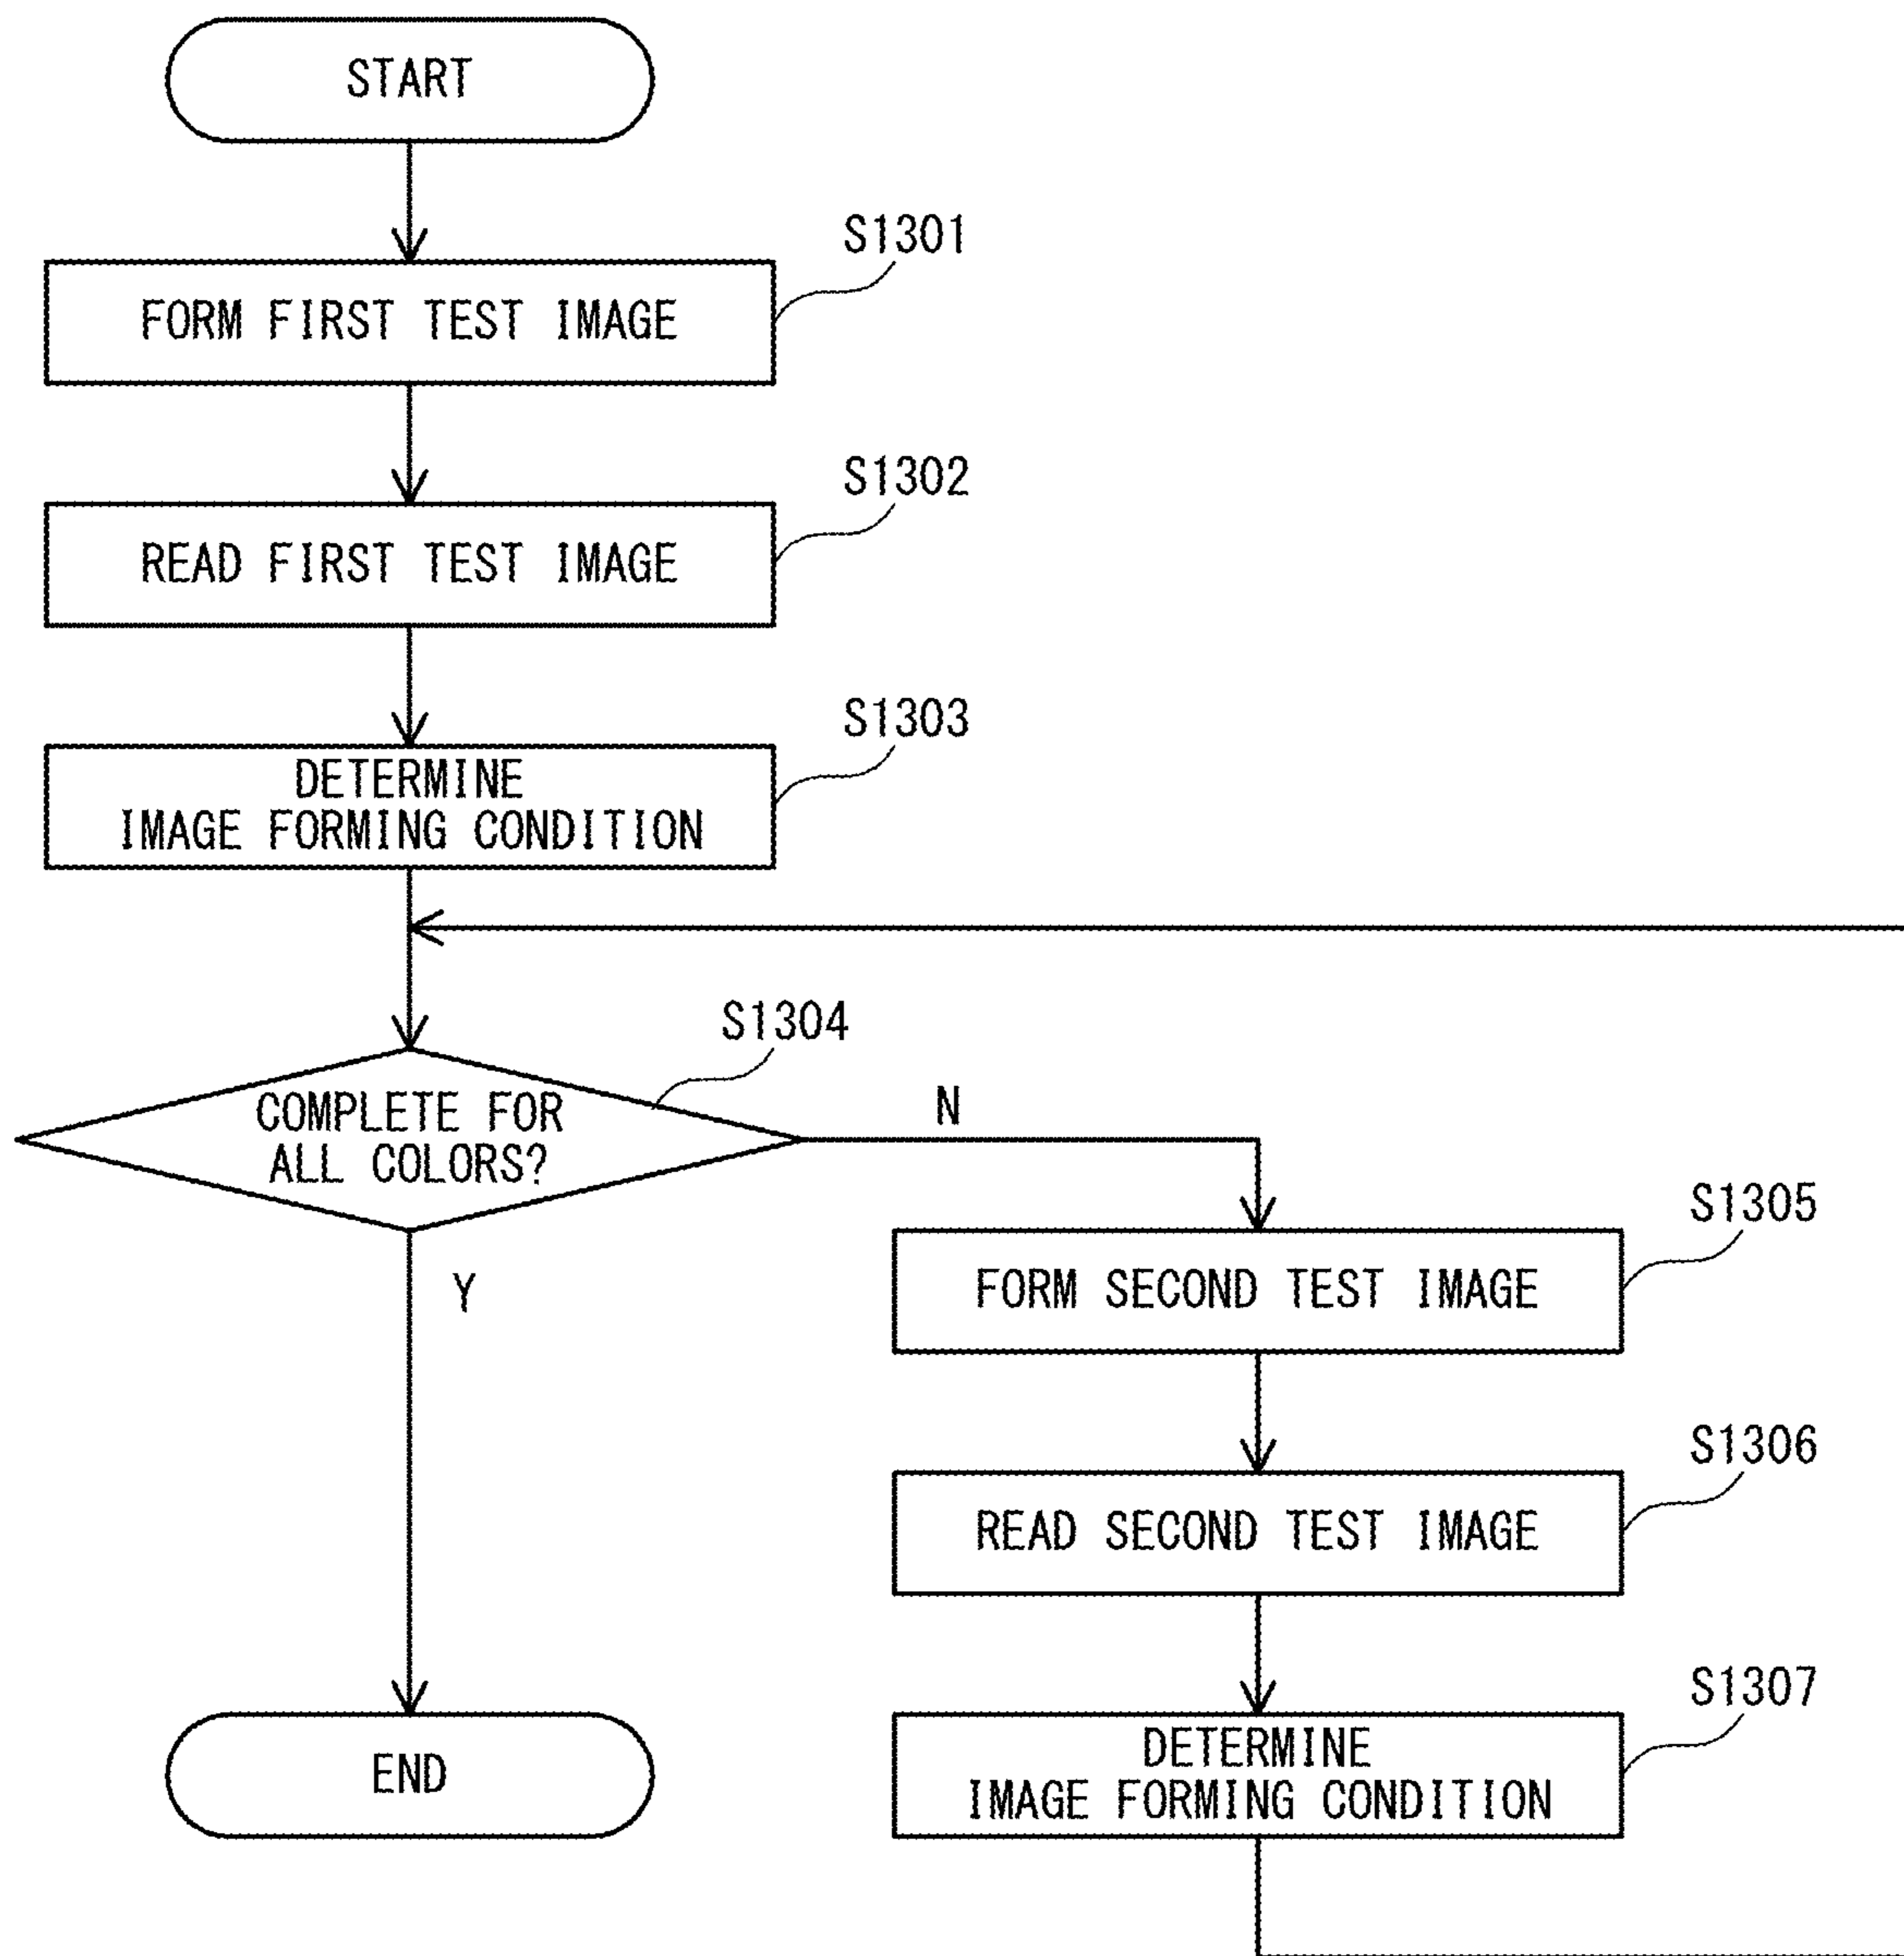 START
S1301
FORM FIRST TEST IMAGE
S1302
READ FIRST TEST IMAGE
S1303
DETERMINE
IMAGE FORMING CONDITION
S1304
COMPLETE FOR
ALL COLORS?
N
Y
S1305
FORM SECOND TEST IMAGE
S1306
READ SECOND TEST IMAGE
S1307
DETERMINE
IMAGE FORMING CONDITION
END